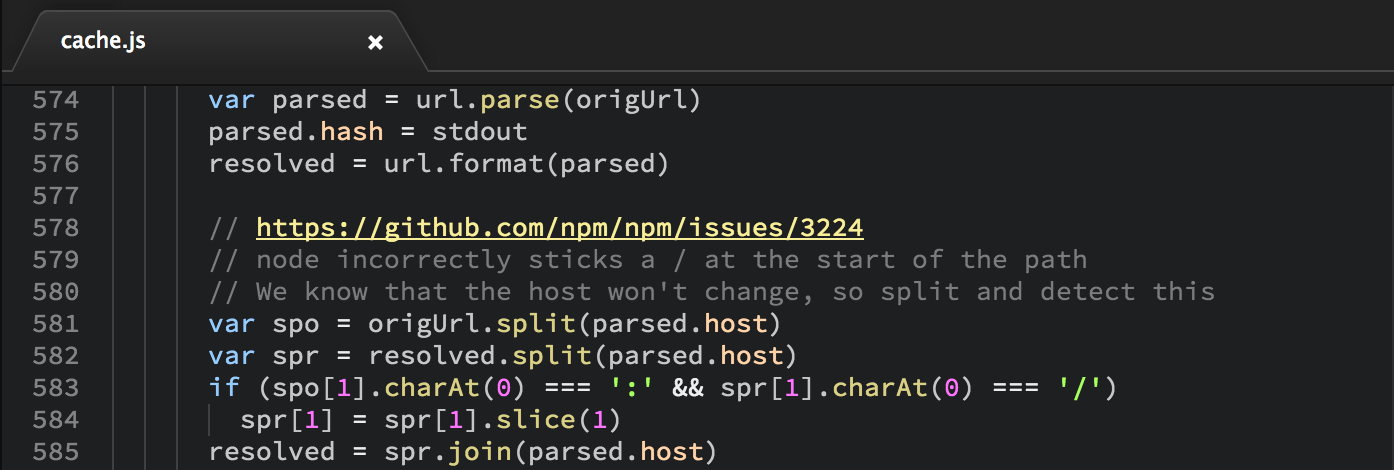 cache.js ×
574 var parsed = url.parse(origUrl)
575 parsed.hash = stdout
576 resolved = url.format(parsed)
577
578 // https://github.com/npm/npm/issues/3224
579 // node incorrectly sticks a / at the start of the path
580 // We know that the host won't change, so split and detect this
581 var spo = origUrl.split(parsed.host)
582 var spr = resolved.split(parsed.host)
583 if (spo[1].charAt(0) === ':' && spr[1].charAt(0) === '/')
584 spr[1] = spr[1].slice(1)
585 resolved = spr.join(parsed.host)